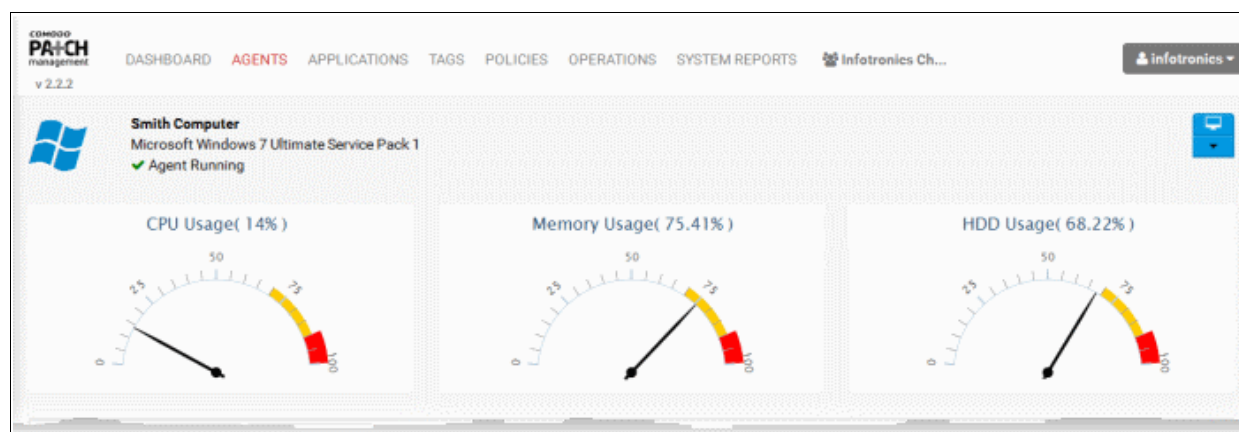 COMODO
PATCH
management
v 2.2.2
DASHBOARD AGENTS APPLICATIONS TAGS POLICIES OPERATIONS SYSTEM REPORTS Infotronics Ch...
infotronics
Smith Computer
Microsoft Windows 7 Ultimate Service Pack 1
Agent Running
CPU Usage( 14% )
0
25
50
75
100
Memory Usage( 75.41% )
0
25
50
75
100
HDD Usage( 68.22% )
0
25
50
75
100